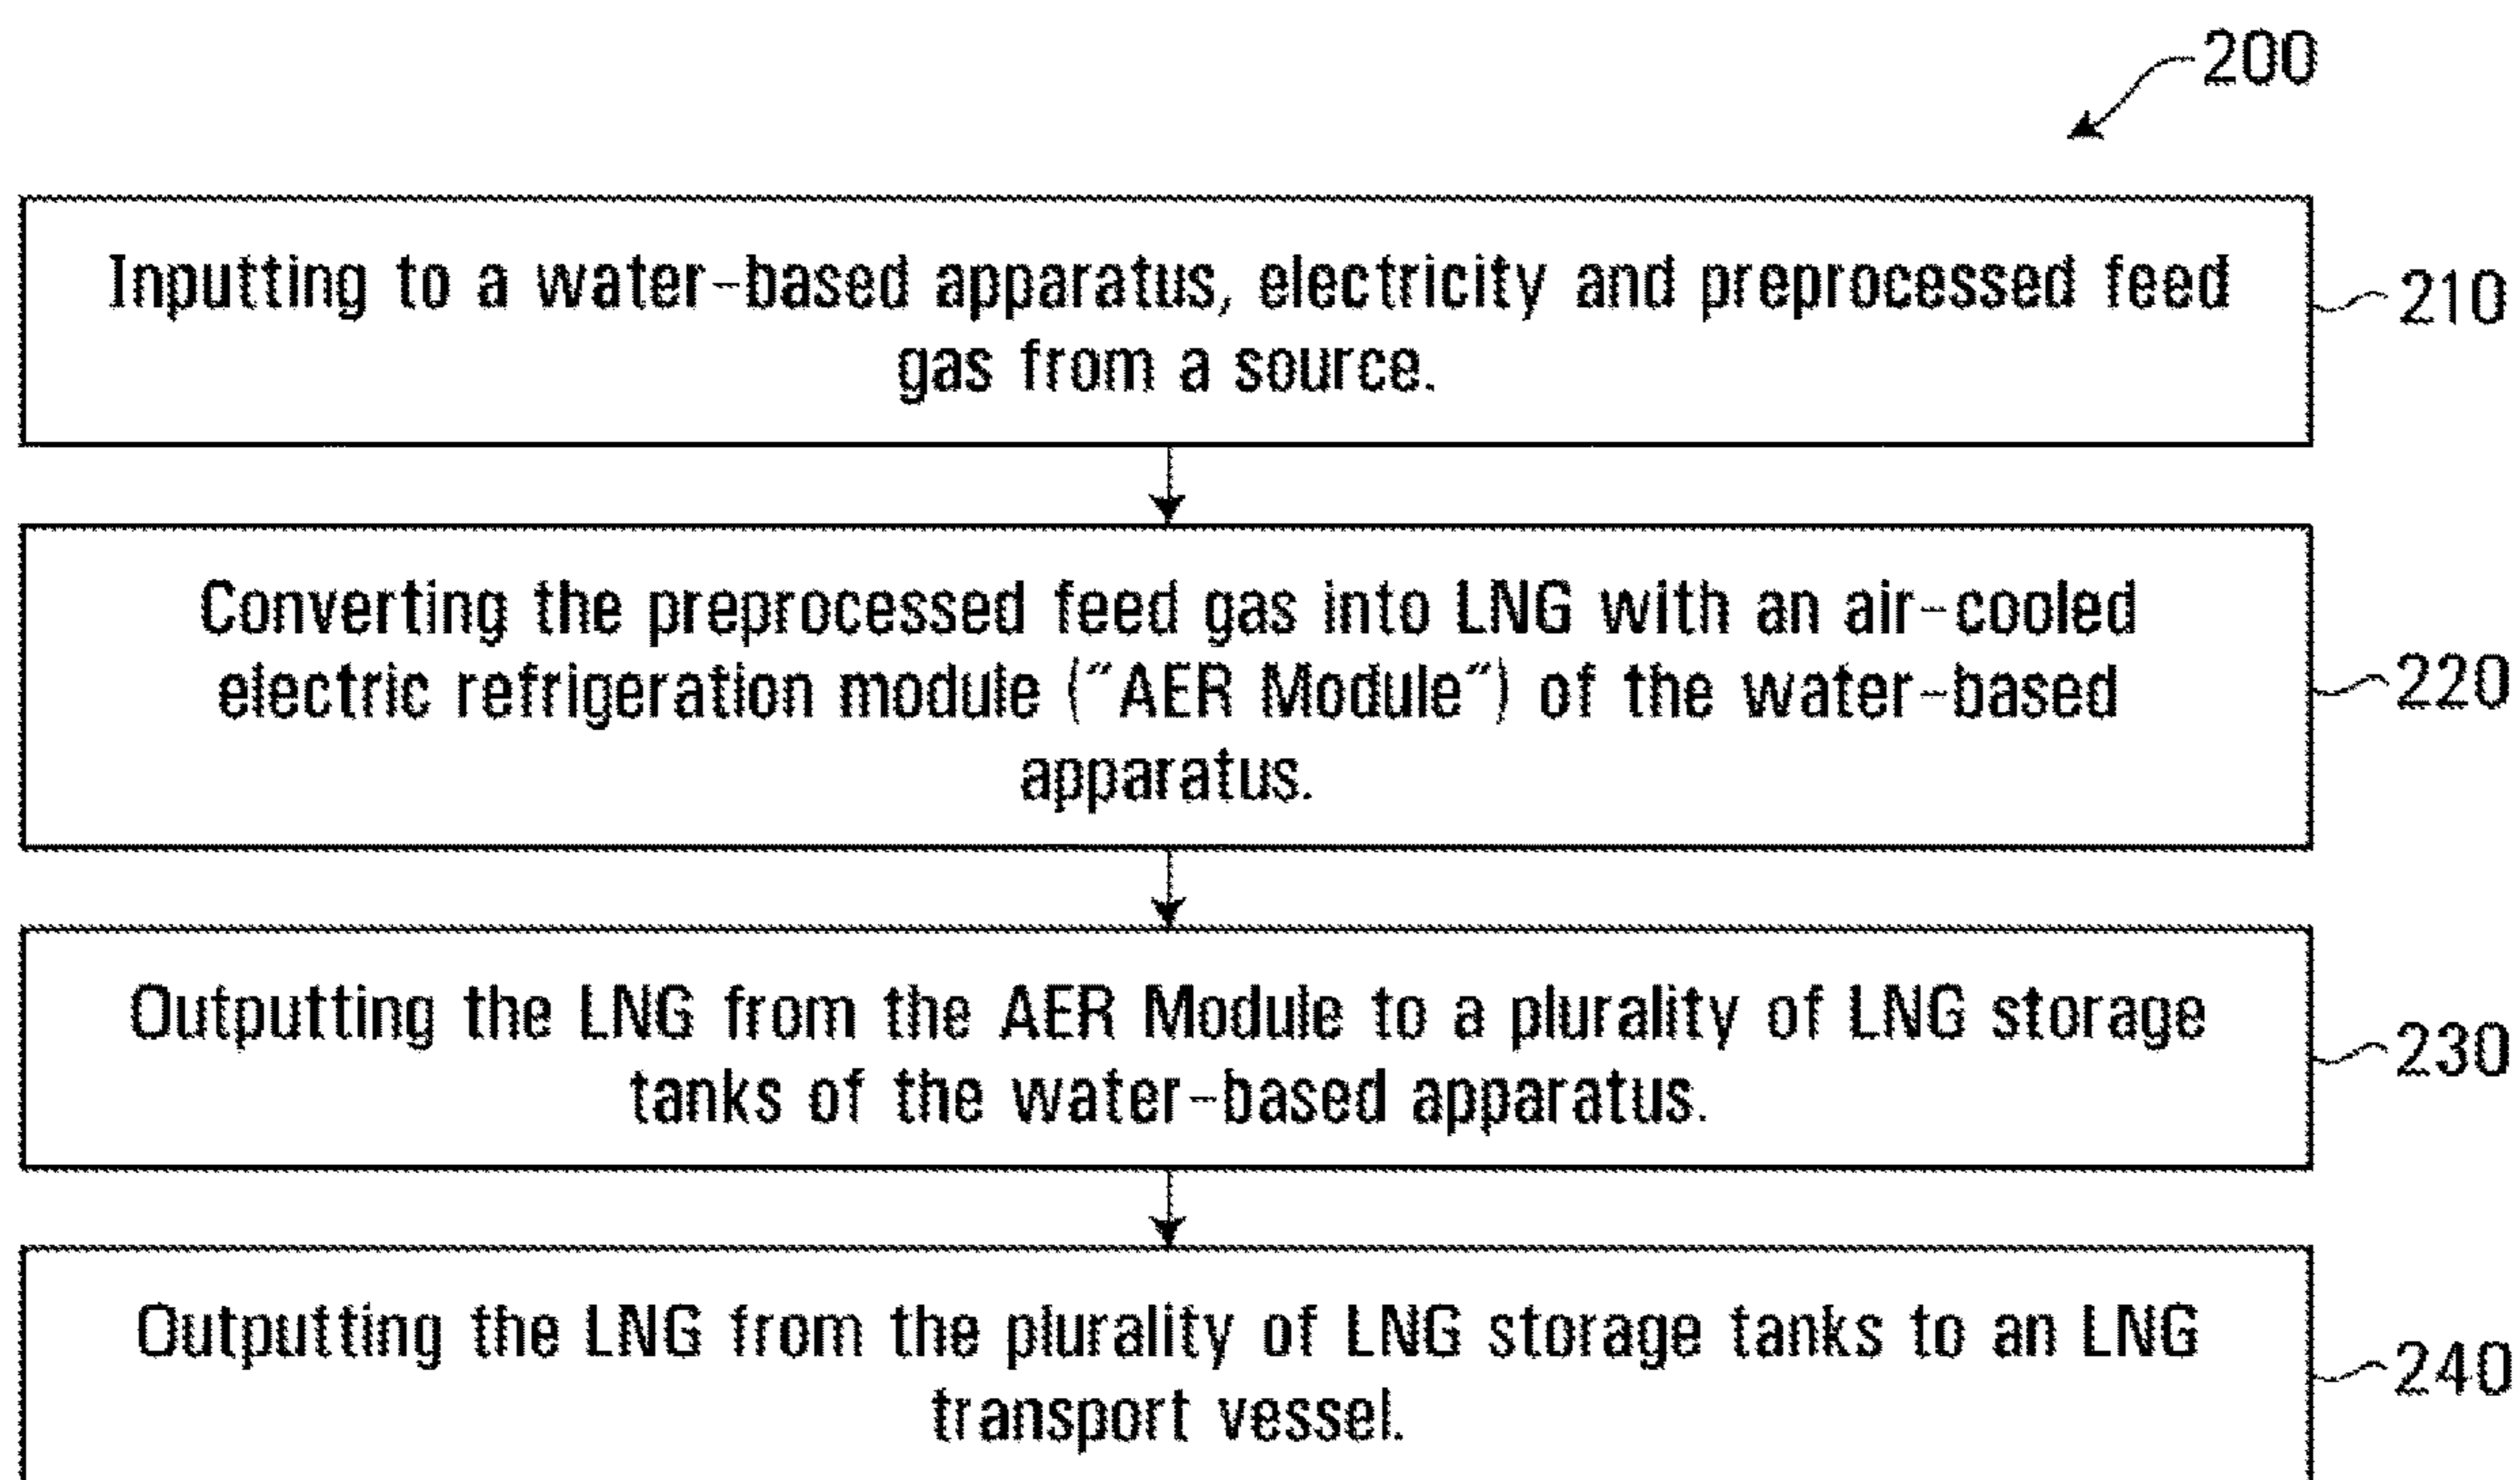 200
Inputting to a water-based apparatus, electricity and preprocessed feed
gas from a source.
210
Converting the preprocessed feed gas into LNG with an air-cooled
electric refrigeration module ("AER Module") of the water-based
apparatus.
220
Outputting the LNG from the AER Module to a plurality of LNG storage
tanks of the water-based apparatus.
230
Outputting the LNG from the plurality of LNG storage tanks to an LNG
transport vessel.
240